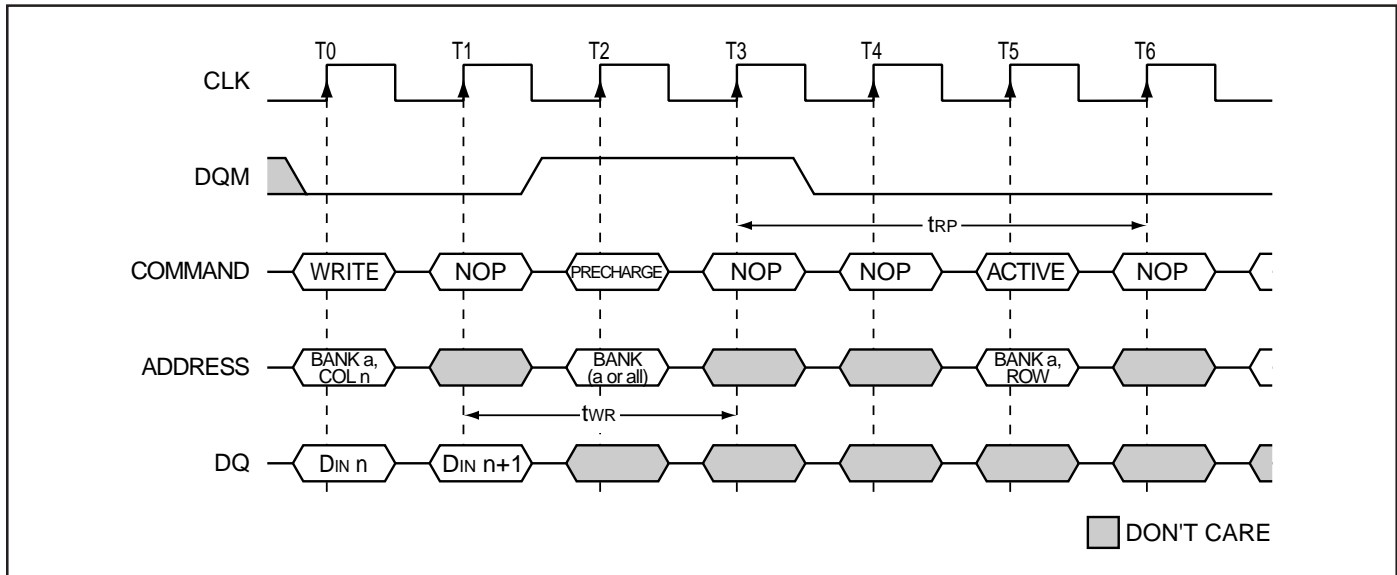 T0 T1 T2 T3 T4 T5 T6
CLK
DQM
tRP
COMMAND WRITE NOP PRECHARGE NOP NOP ACTIVE NOP
ADDRESS BANK a, COL n BANK (a or all) BANK a, ROW
tWR
DQ DIN n DIN n+1
DON'T CARE